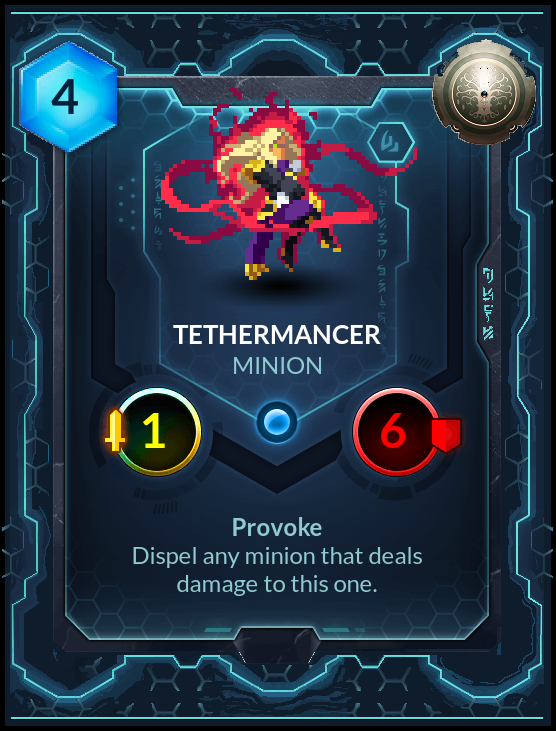 4
TETHERMANCER
MINION
1
6
Provoke
Dispel any minion that deals
damage to this one.